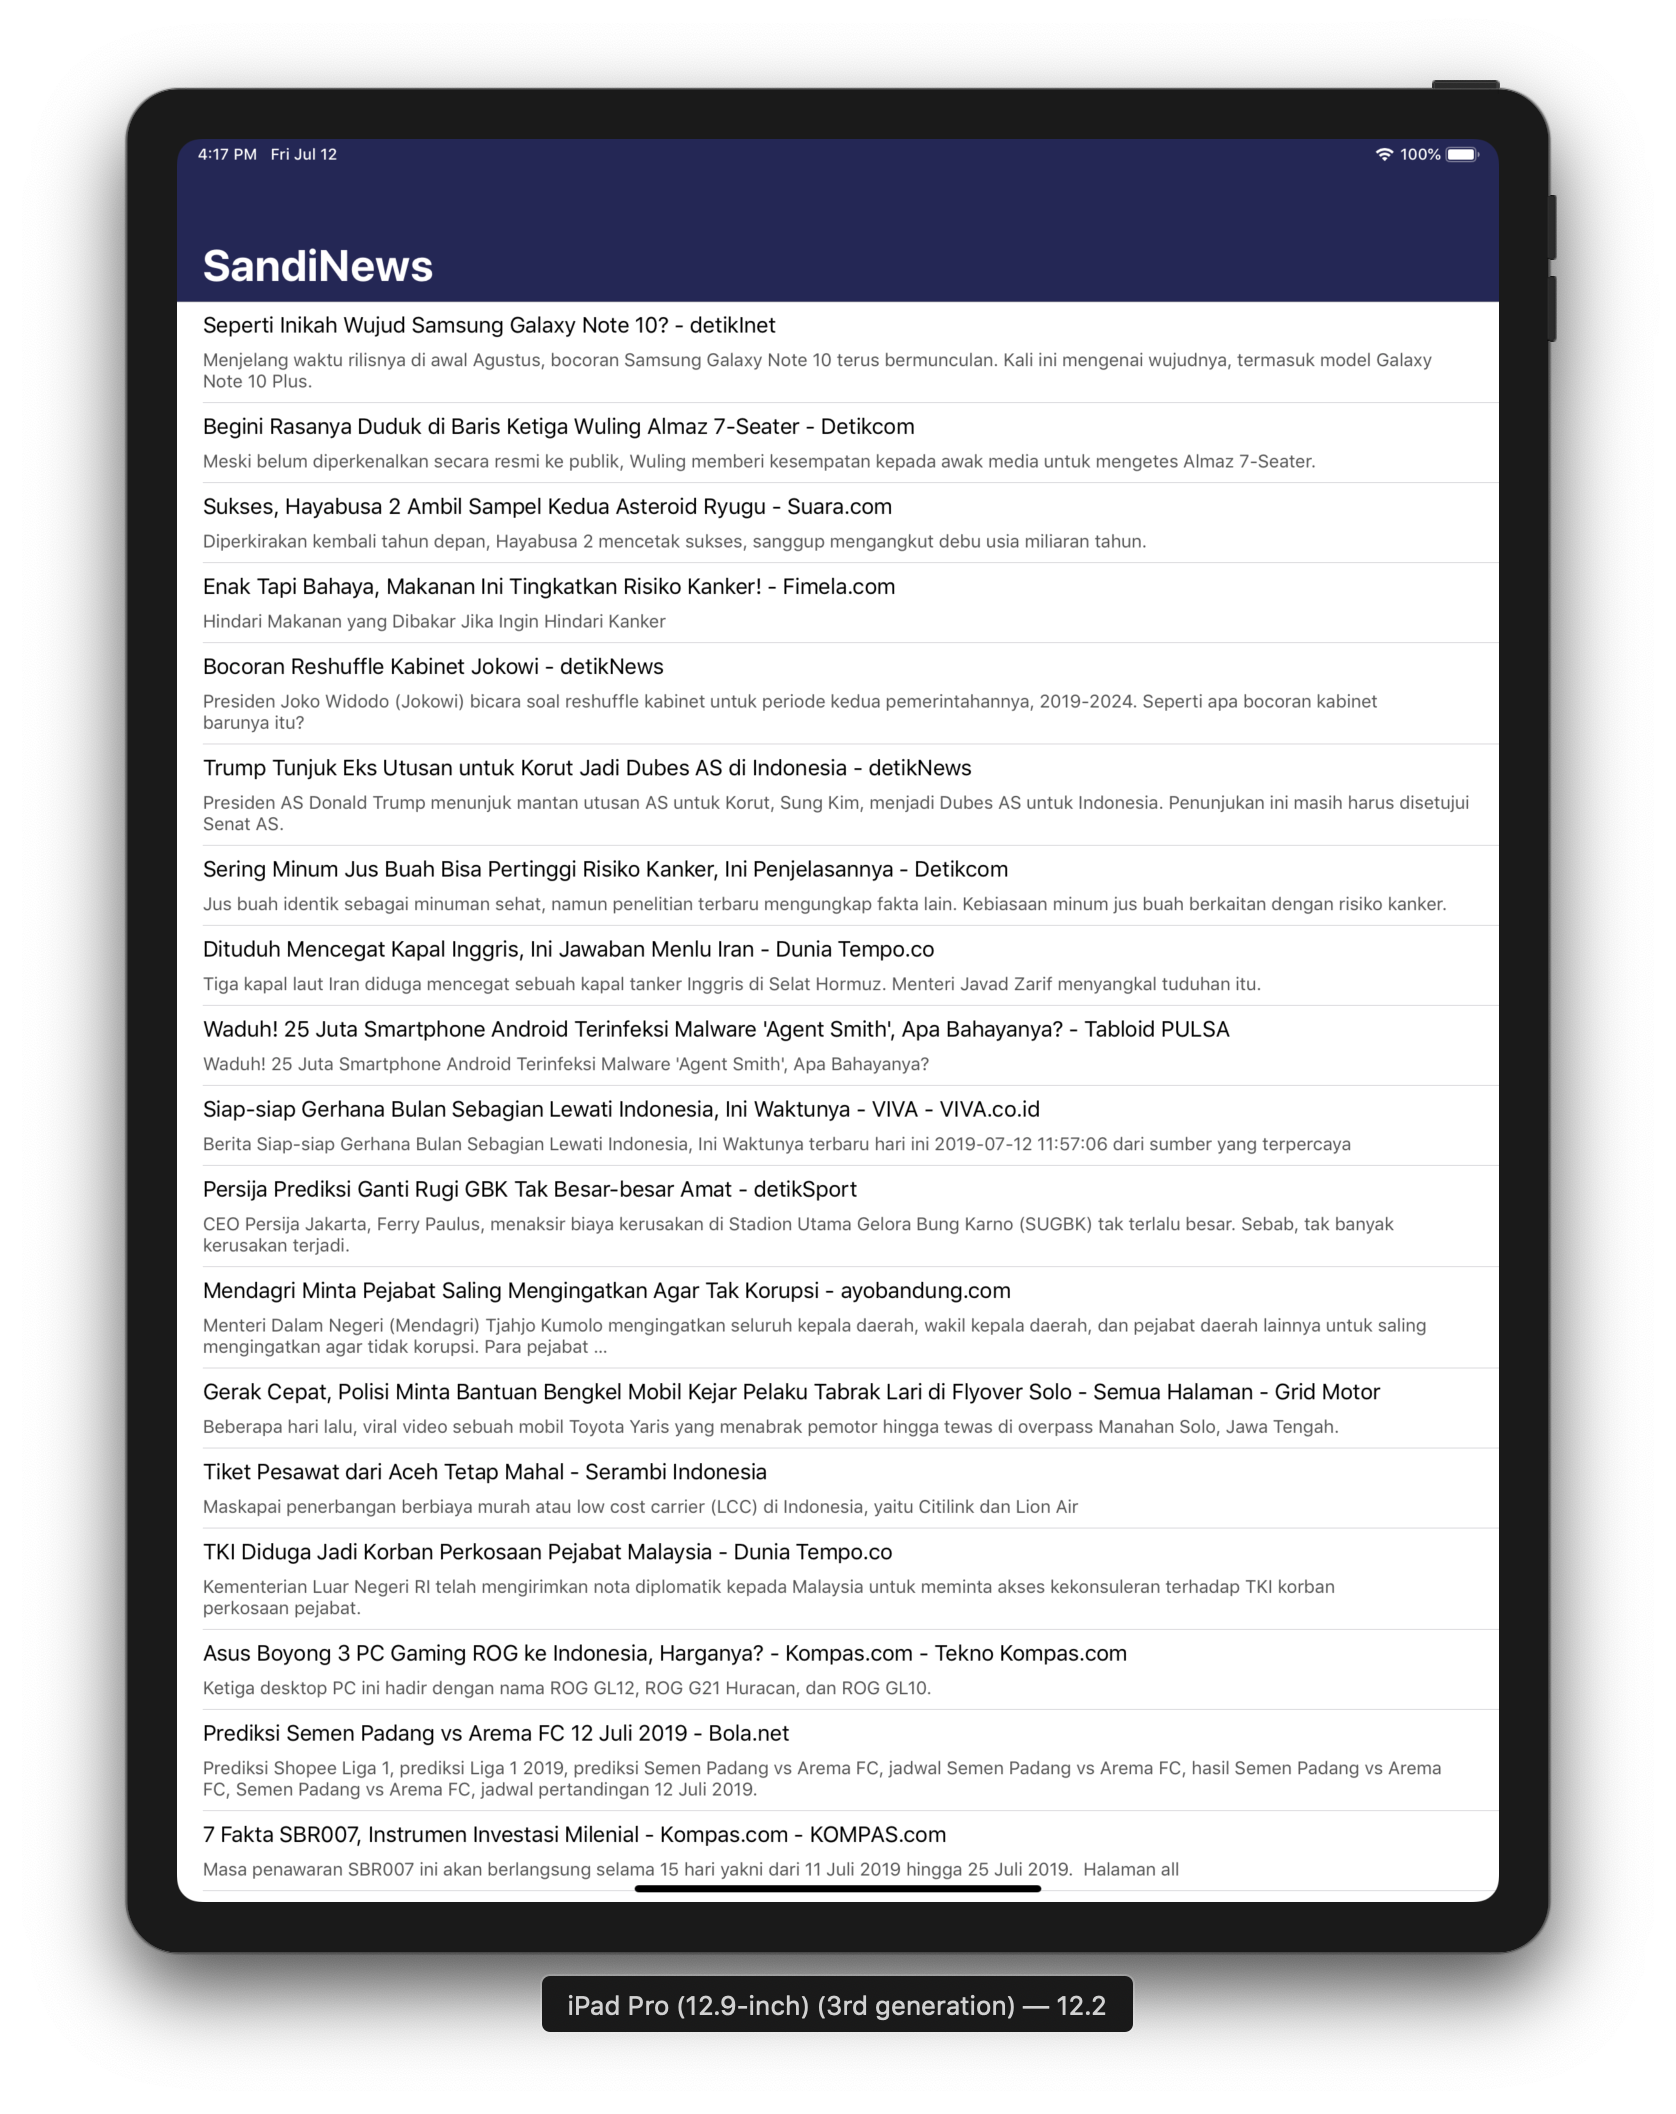 4:17 PM Fri Jul 12
100%
SandiNews
Seperti Inikah Wujud Samsung Galaxy Note 10? - detikInet
Menjelang waktu rilisnya di awal Agustus, bocoran Samsung Galaxy Note 10 terus bermunculan. Kali ini mengenai wujudnya, termasuk model Galaxy
Note 10 Plus.
Begini Rasanya Duduk di Baris Ketiga Wuling Almaz 7-Seater - Detikcom
Meski belum diperkenalkan secara resmi ke publik, Wuling memberi kesempatan kepada awak media untuk mengetes Almaz 7-Seater.
Sukses, Hayabusa 2 Ambil Sampel Kedua Asteroid Ryugu - Suara.com
Diperkirakan kembali tahun depan, Hayabusa 2 mencetak sukses, sanggup mengangkut debu usia miliaran tahun.
Enak Tapi Bahaya, Makanan Ini Tingkatkan Risiko Kanker! - Fimela.com
Hindari Makanan yang Dibakar Jika Ingin Hindari Kanker
Bocoran Reshuffle Kabinet Jokowi - detikNews
Presiden Joko Widodo (Jokowi) bicara soal reshuffle kabinet untuk periode kedua pemerintahannya, 2019-2024. Seperti apa bocoran kabinet
barunya itu?
Trump Tunjuk Eks Utusan untuk Korut Jadi Dubes AS di Indonesia - detikNews
Presiden AS Donald Trump menunjuk mantan utusan AS untuk Korut, Sung Kim, menjadi Dubes AS untuk Indonesia. Penunjukan ini masih harus disetujui
Senat AS.
Sering Minum Jus Buah Bisa Pertinggi Risiko Kanker, Ini Penjelasannya - Detikcom
Jus buah identik sebagai minuman sehat, namun penelitian terbaru mengungkap fakta lain. Kebiasaan minum jus buah berkaitan dengan risiko kanker.
Dituduh Mencegat Kapal Inggris, Ini Jawaban Menlu Iran - Dunia Tempo.co
Tiga kapal laut Iran diduga mencegat sebuah kapal tanker Inggris di Selat Hormuz. Menteri Javad Zarif menyangkal tuduhan itu.
Waduh! 25 Juta Smartphone Android Terinfeksi Malware 'Agent Smith', Apa Bahayanya? - Tabloid PULSA
Waduh! 25 Juta Smartphone Android Terinfeksi Malware 'Agent Smith', Apa Bahayanya?
Siap-siap Gerhana Bulan Sebagian Lewati Indonesia, Ini Waktunya - VIVA - VIVA.co.id
Berita Siap-siap Gerhana Bulan Sebagian Lewati Indonesia, Ini Waktunya terbaru hari ini 2019-07-12 11:57:06 dari sumber yang terpercaya
Persija Prediksi Ganti Rugi GBK Tak Besar-besar Amat - detikSport
CEO Persija Jakarta, Ferry Paulus, menaksir biaya kerusakan di Stadion Utama Gelora Bung Karno (SUGBK) tak terlalu besar. Sebab, tak banyak
kerusakan terjadi.
Mendagri Minta Pejabat Saling Mengingatkan Agar Tak Korupsi - ayobandung.com
Menteri Dalam Negeri (Mendagri) Tjahjo Kumolo mengingatkan seluruh kepala daerah, wakil kepala daerah, dan pejabat daerah lainnya untuk saling
mengingatkan agar tidak korupsi. Para pejabat ...
Gerak Cepat, Polisi Minta Bantuan Bengkel Mobil Kejar Pelaku Tabrak Lari di Flyover Solo - Semua Halaman - Grid Motor
Beberapa hari lalu, viral video sebuah mobil Toyota Yaris yang menabrak pemotor hingga tewas di overpass Manahan Solo, Jawa Tengah.
Tiket Pesawat dari Aceh Tetap Mahal - Serambi Indonesia
Maskapai penerbangan berbiaya murah atau low cost carrier (LCC) di Indonesia, yaitu Citilink dan Lion Air
TKI Diduga Jadi Korban Perkosaan Pejabat Malaysia - Dunia Tempo.co
Kementerian Luar Negeri RI telah mengirimkan nota diplomatik kepada Malaysia untuk meminta akses kekonsuleran terhadap TKI korban
perkosaan pejabat.
Asus Boyong 3 PC Gaming ROG ke Indonesia, Harganya? - Kompas.com - Tekno Kompas.com
Ketiga desktop PC ini hadir dengan nama ROG GL12, ROG G21 Huracan, dan ROG GL10.
Prediksi Semen Padang vs Arema FC 12 Juli 2019 - Bola.net
Prediksi Shopee Liga 1, prediksi Liga 1 2019, prediksi Semen Padang vs Arema FC, jadwal Semen Padang vs Arema FC, hasil Semen Padang vs Arema
FC, Semen Padang vs Arema FC, jadwal pertandingan 12 Juli 2019.
7 Fakta SBR007, Instrumen Investasi Milenial - Kompas.com - KOMPAS.com
Masa penawaran SBR007 ini akan berlangsung selama 15 hari yakni dari 11 Juli 2019 hingga 25 Juli 2019.  Halaman all
iPad Pro (12.9-inch) (3rd generation) — 12.2